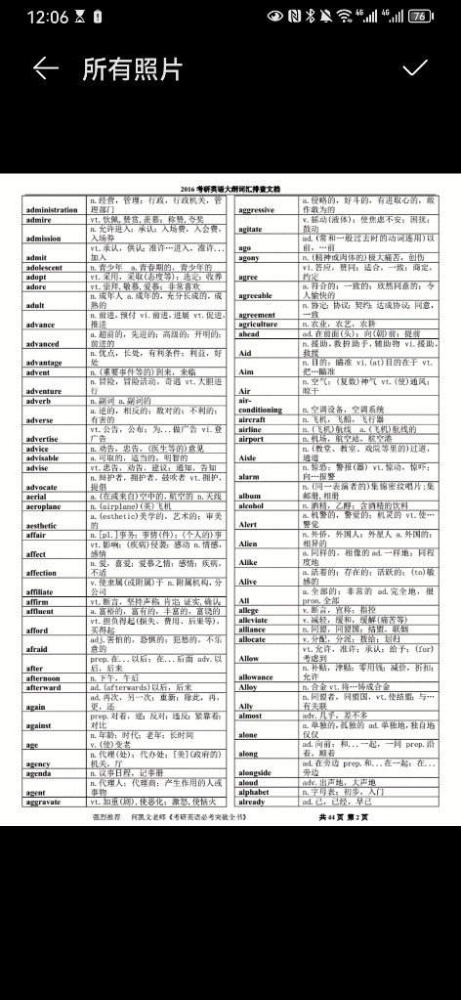 12:06
4G
4G
76
所有照片
2016 考研英语大纲词汇排查文档
administration
n.经营，管理；行政，行政机关，管
理部门
admire
vt.钦佩,赞赏,羡慕；称赞,夸奖
admission
n.允许进入；承认；入场费，入会费，
入场券
admit
vt.承认，供认；准许…进入，准许...
加入
adolescent
n.青少年 a.青春期的，青少年的
adopt
vt.采用，采取(态度等)；选定；收养
adore
vt.崇拜,敬慕,爱慕；非常喜欢
adult
n.成年人 a.成年的，充分长成的，成
熟的
advance
n.前进，预付 vi.前进,进展 vt.促进,
推进
advanced
a.超前的，先进的；高级的；开明的；
前进的
advantage
n.优点，长处，有利条件；利益，好
处
advent
n.(重要事件等的)到来，来临
adventure
n.冒险，冒险活动，奇遇 vt.大胆进
行
adverb
n.副词 a.副词的
adverse
a.逆的，相反的；敌对的；不利的；
有害的
advertise
vt.公告，公布；为...做广告 vi.登
广告
advice
n.劝告，忠告，(医生等的)意见
advisable
a.可取的，适当的，明智的
advise
vt.忠告，劝告，建议；通知，告知
advocate
n.辩护者，拥护者，鼓吹者 vt.拥护，
提倡
aerial
a.(在或来自)空中的,航空的 n.天线
aeroplane
n.(airplane)(英)飞机
aesthetic
a.(esthetic)美学的，艺术的；审美
的
affair
n.[pl.]事务；事情(件)；(个人的)事
affect
vt.影响；(疾病)侵袭；感动 n.情感，
感情
affection
n.爱，喜爱；爱慕之情；感情；疾病，
不适
affiliate
v.使隶属(或附属)于 n.附属机构,分
公司
affirm
vt.断言，坚持声称；肯定；证实,确认
affluent
a.富裕的，富有的，丰富的，富饶的
afford
vt.担负得起(损失、费用、后果等)，
买得起
afraid
adj.害怕的，恐惧的；犯愁的，不乐
意的
after
prep.在...以后；在...后面 adv.以
后，后来
afternoon
n.下午，午后
afterward
ad.(afterwards)以后，后来
again
ad.再次，另一次；重新；除此，再，
更，还
against
prep.对着，逆；反对；违反；紧靠着；
对比
age
n.年龄；时代；老年；长时间
v.(使)变老
agency
n.代理(处)；代办处；[美](政府的)
机关，厅
agenda
n.议事日程，记事册
agent
n.代理人；代理商；产生作用的人或
事物
aggravate
vt.加重(剧),使恶化；激怒,使恼火
aggressive
a.侵略的，好斗的，有进取心的，敢
作敢为的
agitate
v.摇动(液体)；使焦虑不安；困扰；
鼓动
ago
ad.(常和一般过去时的动词连用)以
前，…前
agony
n.(精神或肉体的)极大痛苦，创伤
agree
vi.答应，赞同；适合，一致；商定，
约定
agreeable
a.符合的；一致的；欣然同意的；令
人愉快的
agreement
n.协定；协议；契约；达成协议；同意，
一致
agriculture
n.农业，农艺，农耕
ahead
ad.在前面(头)；向(朝)前；提前
Aid
n.援助,救护；助手,辅助物 vi.援助,
救援
Aim
n.目的；瞄准 vi.(at)目的在于 vt.
把…瞄准
Air
n.空气；(复数)神气 vt.(使)通风；
晾干
air-
conditioning
n.空调设备，空调系统
aircraft
n.飞机，飞船，飞行器
airline
n.(飞机)航线 a.(飞机)航线的
airport
n.机场，航空站，航空港
Aisle
n.(教堂、教室、戏院等里的)过道，
通道
alarm
n.惊恐；警报(器) vt.惊动，惊吓；
向…报警
album
n.(同一表演者的)集锦密纹唱片；集
邮册,相册
alcohol
n.酒精，乙醇；含酒精的饮料
Alert
a.机警的，警觉的；机灵的 vt.使…
警觉
Alien
n.外侨，外国人；外星人 a.外国的；
相异的
Alike
a.同样的，相像的 ad.一样地；同程
度地
Alive
a.活着的；存在的；活跃的；(to)敏
感的
All
a.全部的；非常的 ad.完全地，很
pron.全部
allege
v.断言，宣称；指控
alleviate
v.减轻，缓和，缓解(痛苦等)
alliance
n.同盟，同盟国；结盟，联姻
allocate
v.分配，分派；拨给；划归
Allow
vt.允许，准许；承认；给予；(for)
考虑到
allowance
n.补贴，津贴；零用钱；减价，折扣；
允许
Alloy
n.合金 vt.将…铸成合金
Ally
n.同盟者，同盟国，vt.使结盟；与…
有关联
almost
adv.几乎，差不多
alone
a.单独的,孤独的 ad.单独地,独自地
仅仅
along
ad.向前；和...一起，一同 prep.沿
着，顺着
alongside
ad.在旁边 prep.和...在一起；在...
旁边
aloud
adv.出声地，大声地
alphabet
n.字母表；初步，入门
already
ad.已，已经，早已
强烈推荐 何凯文老师《考研英语必考突破全书》
共 44 页 第 2 页